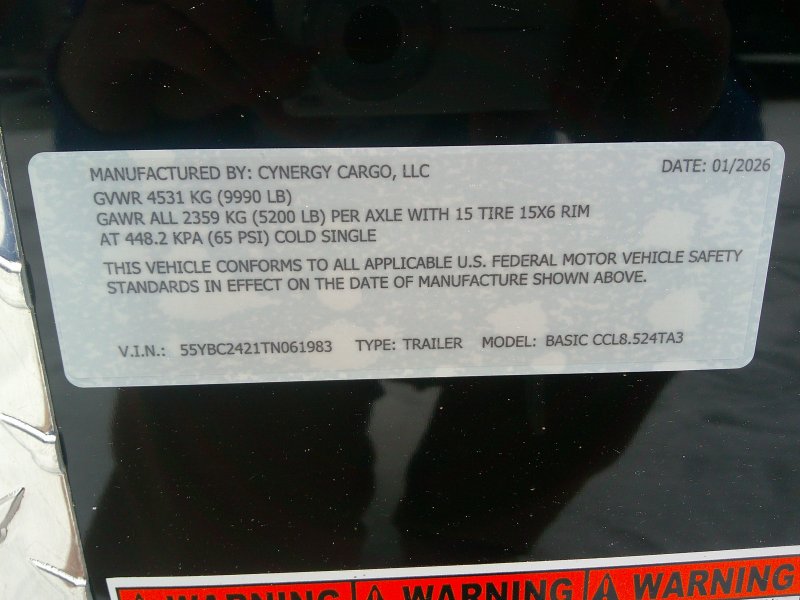 MANUFACTURED BY: CYNERGY CARGO, LLC DATE: 01/2026
GVWR 4531 KG (9990 LB)
GAWR ALL 2359 KG (5200 LB) PER AXLE WITH 15 TIRE 15X6 RIM
AT 448.2 KPA (65 PSI) COLD SINGLE
THIS VEHICLE CONFORMS TO ALL APPLICABLE U.S. FEDERAL MOTOR VEHICLE SAFETY
STANDARDS IN EFFECT ON THE DATE OF MANUFACTURE SHOWN ABOVE.
V.I.N.: 55YBC2421TN061983 TYPE: TRAILER MODEL: BASIC CCL8.524TA3
WARNING WARNING WARNING